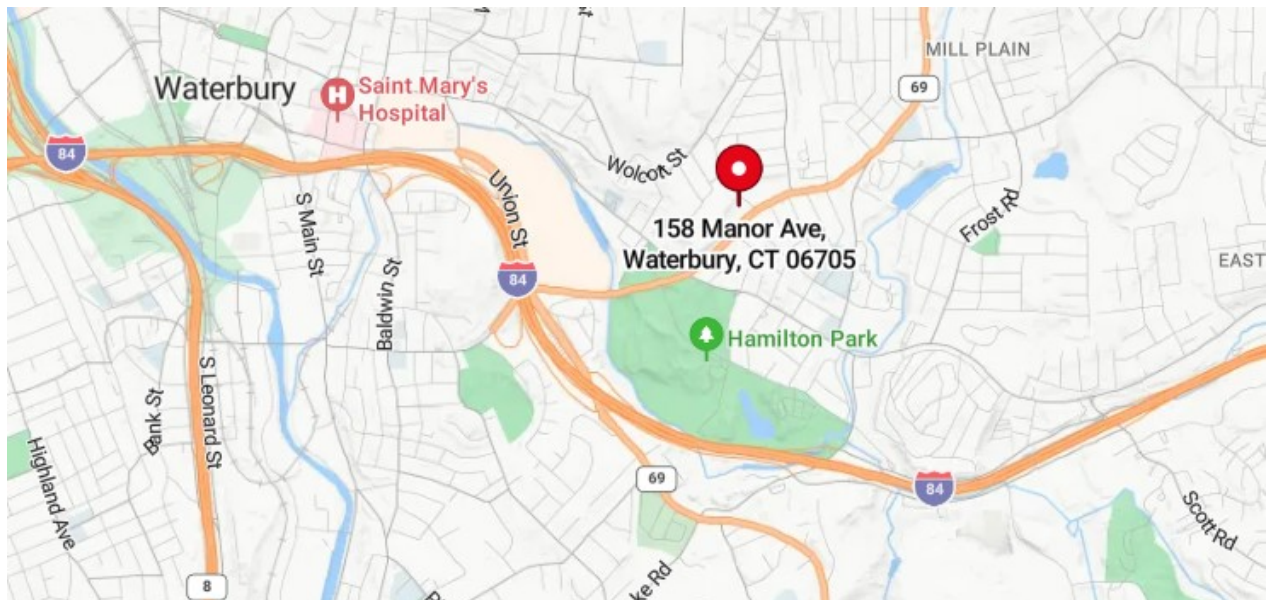 MILL PLAIN
Waterbury
H
Saint Mary's
Hospital
69
84
Wolcott St
Union St
S Main St
158 Manor Ave,
Waterbury, CT 06705
Frost Rd
EAST
84
Baldwin St
Hamilton Park
S Leonard St
Bank St
Highland Ave
69
84
Scott Rd
8
ke Rd